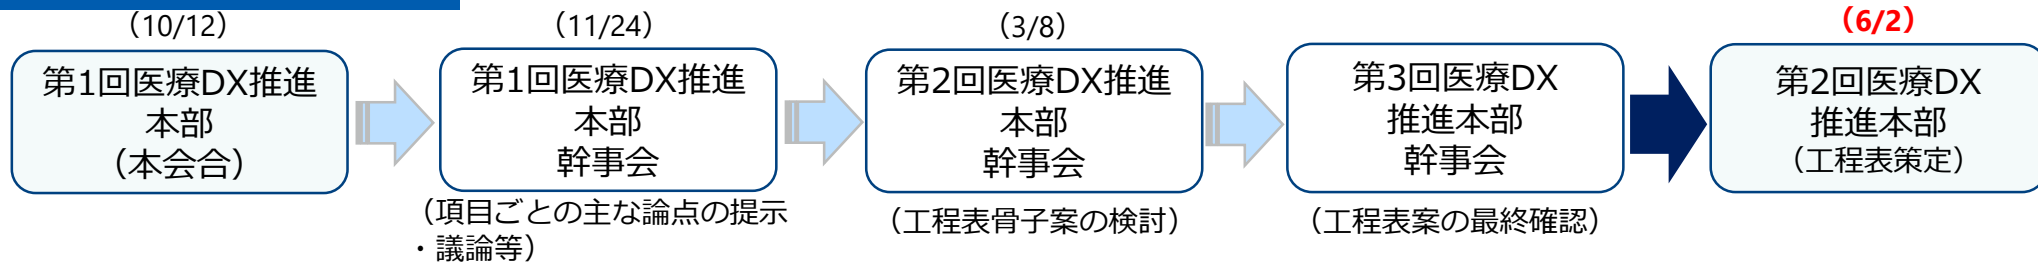 （10/12）
第1回医療DX推進
本部
（本会合）
（11/24）
第1回医療DX推進
本部
幹事会
（項目ごとの主な論点の提示
・議論等）
（3/8）
第2回医療DX推進
本部
幹事会
（工程表骨子案の検討）
第3回医療DX
推進本部
幹事会
（工程表案の最終確認）
（6/2）
第2回医療DX
推進本部
（工程表策定）